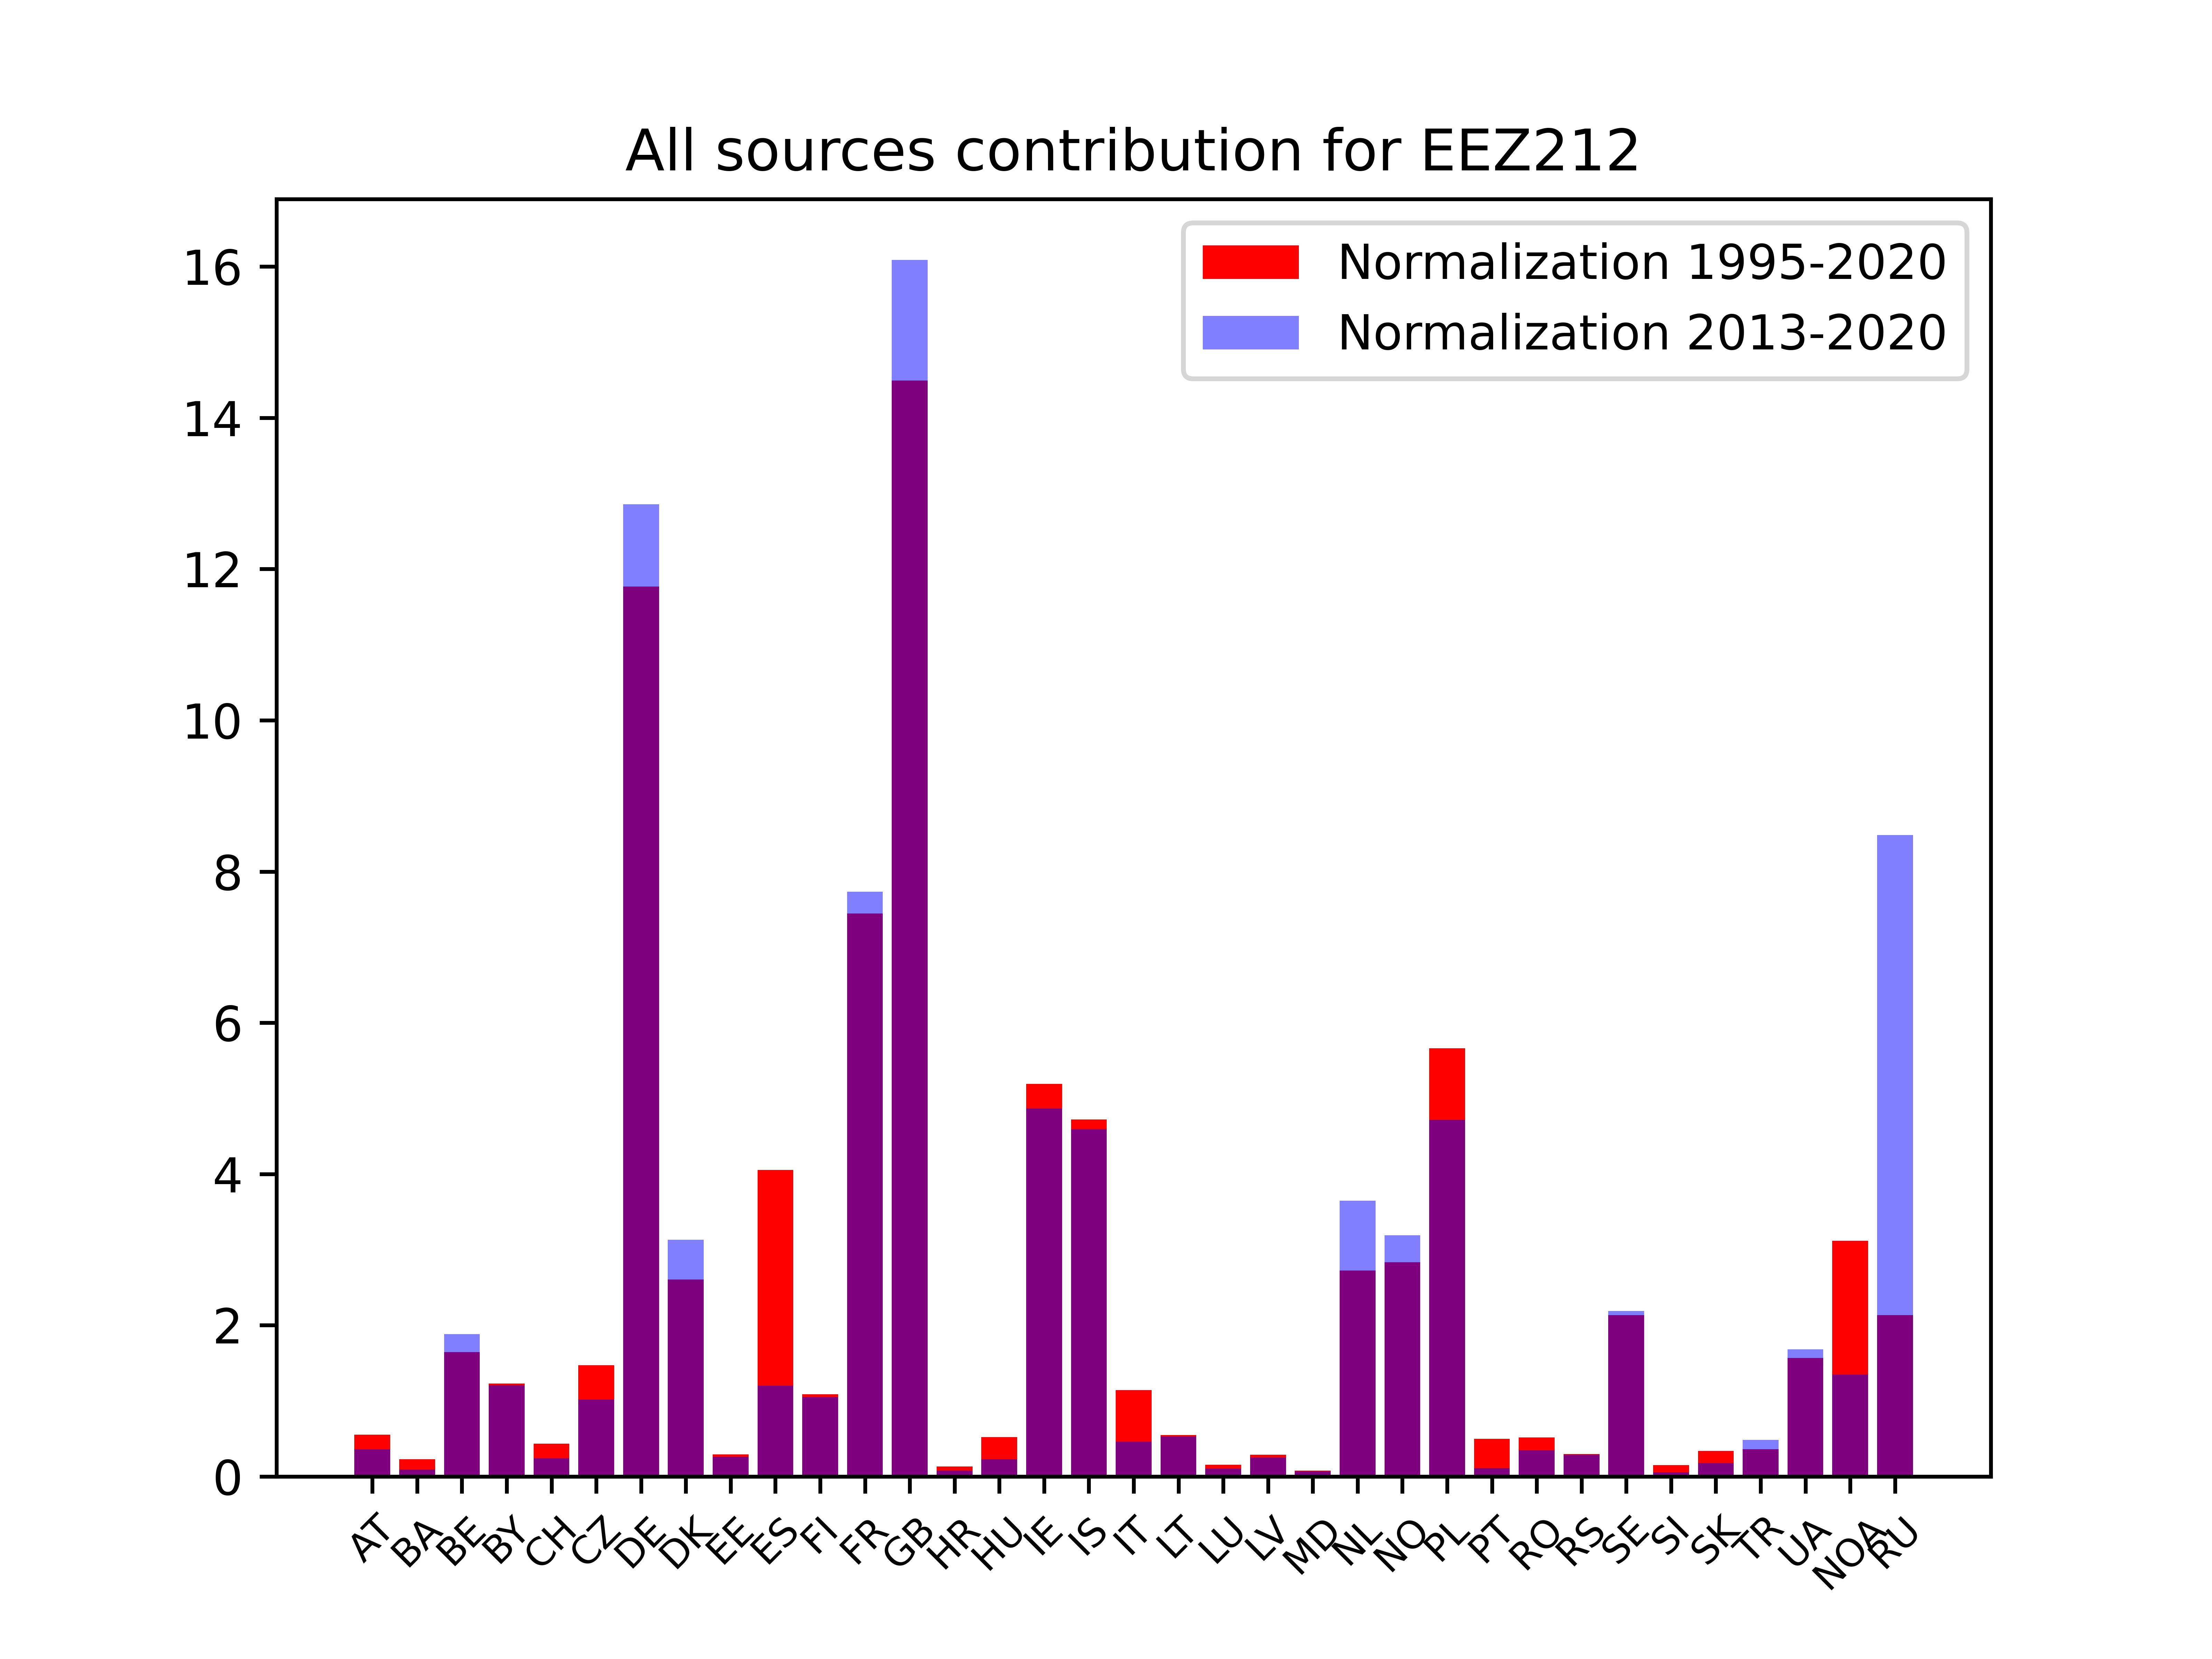 All sources contribution for EEZ212
Normalization 1995-2020
Normalization 2013-2020
16
14
12
10
8
6
4
2
0
AT BA BE BY CH CZ DE DK EE ES FI FR GB HR HU IE IS IT LT LU LV MD NL NO PL PT RO RS SE SI SK TR UA NOA RU